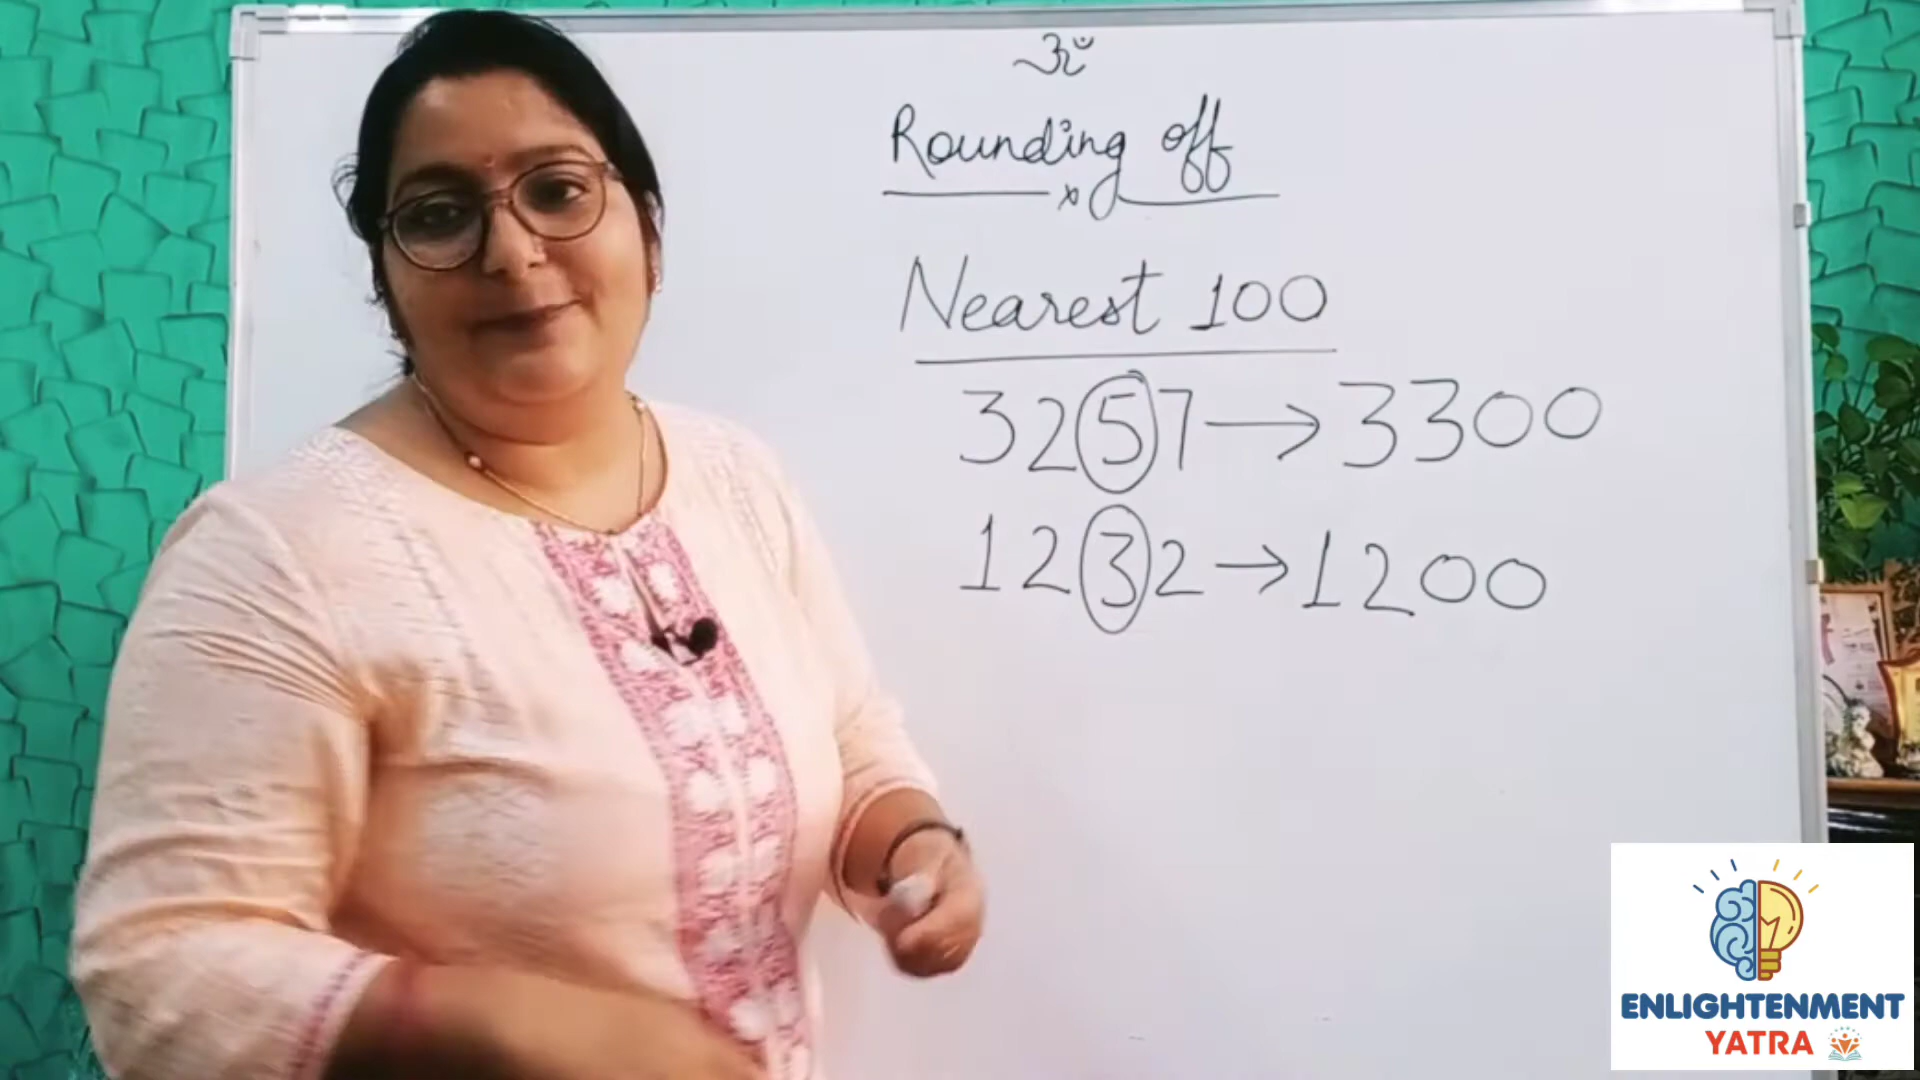 ॐ
Rounding off
Nearest 100
3257→3300
1232→1200
ENLIGHTENMENT
YATRA